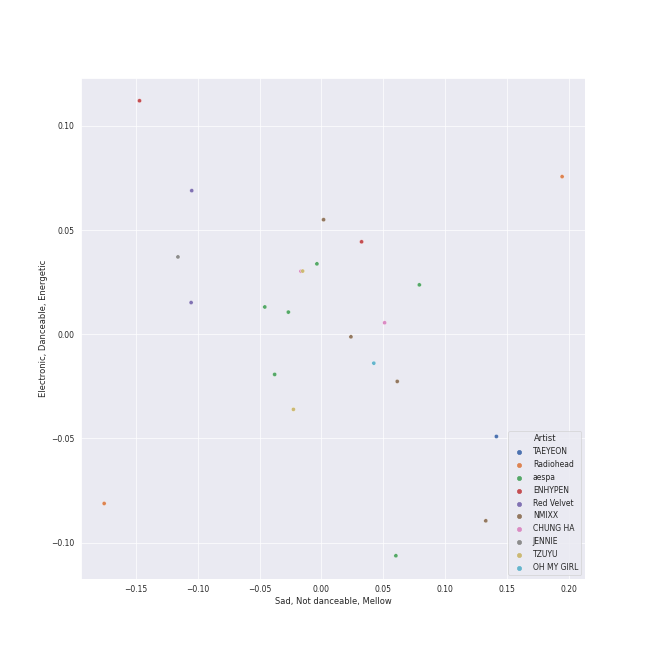 0.10
0.05
0.00
−0.05
−0.10
Electronic, Danceable, Energetic
−0.15
−0.10
−0.05
0.00
0.05
0.10
0.15
0.20
Sad, Not danceable, Mellow
Artist
TAEYEON
Radiohead
aespa
ENHYPEN
Red Velvet
NMIXX
CHUNG HA
JENNIE
TZUYU
OH MY GIRL